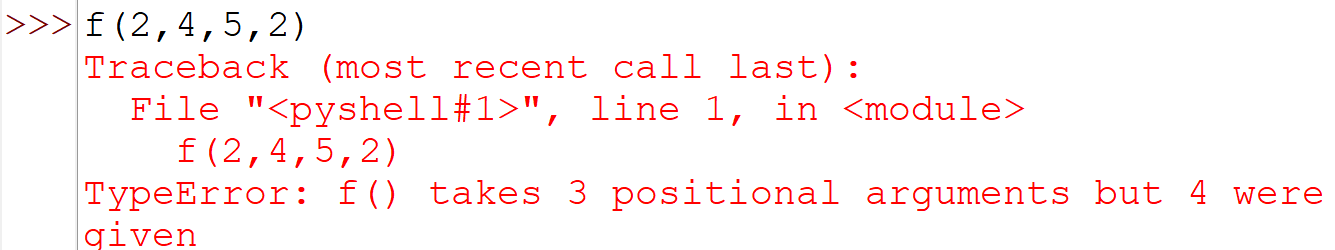 >>> f(2,4,5,2)
Traceback (most recent call last):
  File "<pyshell#1>", line 1, in <module>
    f(2,4,5,2)
TypeError: f() takes 3 positional arguments but 4 were
given